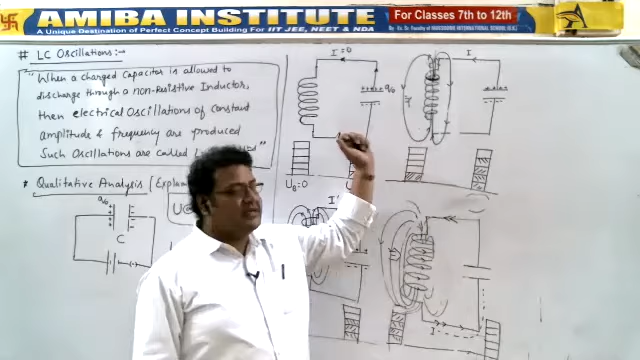 AMIBA INSTITUTE
A Unique Destination of Perfect Concept Building For IIT JEE, NEET & NDA
For Classes 7th to 12th
* LC Oscillations:-
"When a charged Capacitor is allowed to
discharge through a non-Resistive Inductor,
then electrical Oscillations of Constant
amplitude & frequency are produced
Such Oscillations are called L
* Qualitative Analysis
q₀
C
I=0
q₀
U_B=0
I
I
I